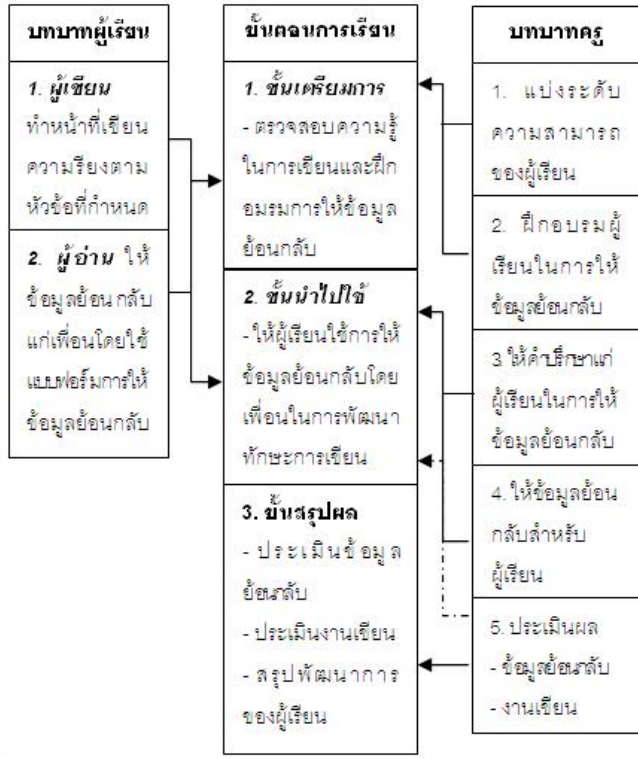 บทบาทผู้เรียน
1. ผู้เขียน
ทำหน้าที่เขียน
ความรียงตาม
หัวข้อที่กำหนด
2. ผู้อ่าน ให้
ข้อมูลย้อนกลับ
แก่เพื่อนโดยใช้
แบบฟอร์มการให้
ข้อมูลย้อนกลับ
ขั้นตอนการเรียน
1. ขั้นเตรียมการ
- ตรวจสอบความรู้
ในการเขียนและฝึก
อมรมการให้ข้อมูล
ย้อนกลับ
2. ขั้นนำไปใช้
- ให้ผู้เรียนใช้การให้
ข้อมูลย้อนกลับโดย
เพื่อนในการพัฒนา
ทักษะการเขียน
3. ขั้นสรุปผล
- ประเมินข้อมูล
ย้อนกลับ
- ประเมินงานเขียน
- สรุปพัฒนาการ
ของผู้เรียน
บทบาทครู
1. แบ่งระดับ
ความสามารถ
ของผู้เรียน
2. ฝึกอบรมผู้
เรียนในการให้
ข้อมูลย้อนกลับ
3. ให้คำปรึกษาแก่
ผู้เรียนในการให้
ข้อมูลย้อนกลับ
4. ให้ข้อมูลย้อน
กลับสำหรับ
ผู้เรียน
5. ประเมินผล
- ข้อมูลย้อนกลับ
- งานเขียน